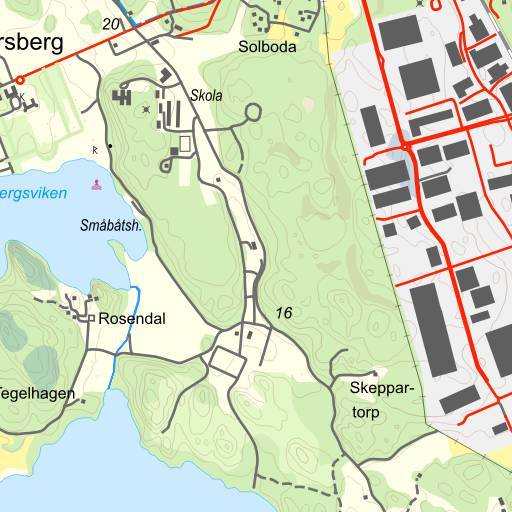 20
rsberg
Solboda
K
Skola
R
ergsviken
Småbåtsh.
16
Rosendal
Skeppar-
torp
Tegelhagen